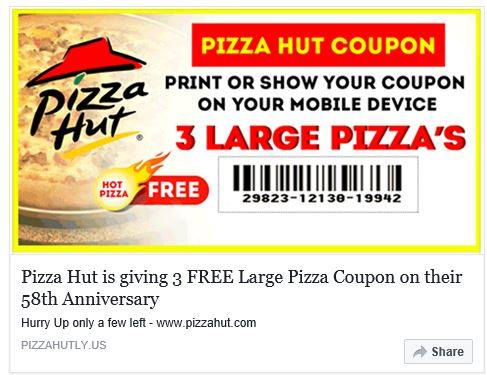 PIZZA HUT COUPON
PRINT OR SHOW YOUR COUPON
ON YOUR MOBILE DEVICE
Pizza
Hut
3 LARGE PIZZA'S
HOT
PIZZA
FREE
29823-12130-19942
Pizza Hut is giving 3 FREE Large Pizza Coupon on their
58th Anniversary
Hurry Up only a few left - www.pizzahut.com
PIZZAHUTLY.US
Share